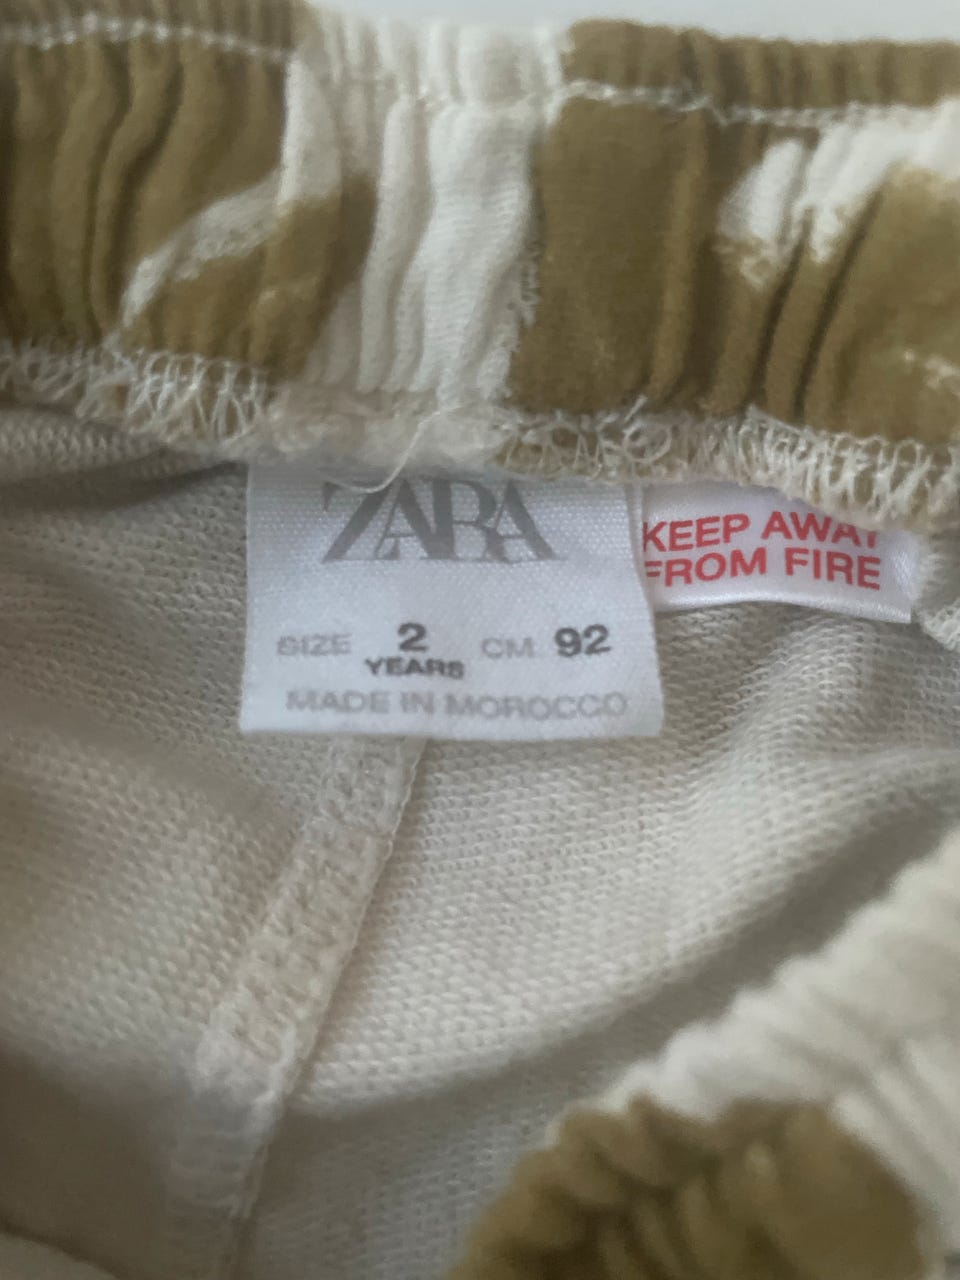 ZARA
SIZE 2 CM 92
YEARS
MADE IN MOROCCO
KEEP AWAY
FROM FIRE